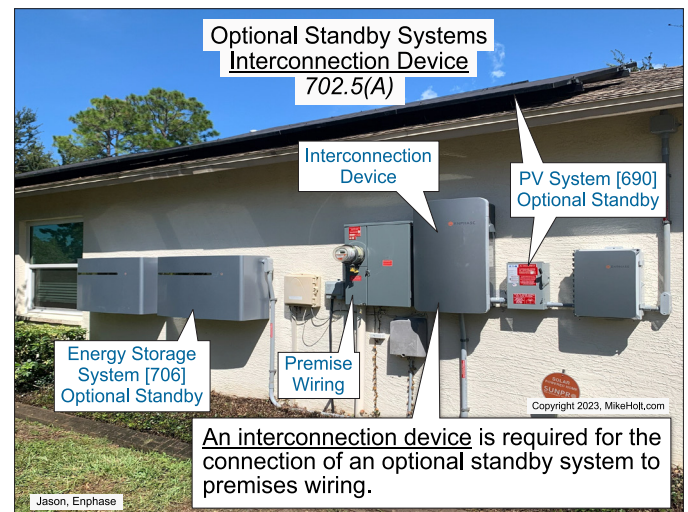 Optional Standby Systems
Interconnection Device
702.5(A)
Interconnection
Device
PV System [690]
Optional Standby
Energy Storage
System [706]
Optional Standby
Premise
Wiring
SOLAR
SUNPRO
Copyright 2023, MikeHolt.com
An interconnection device is required for the
connection of an optional standby system to
premises wiring.
Jason, Enphase